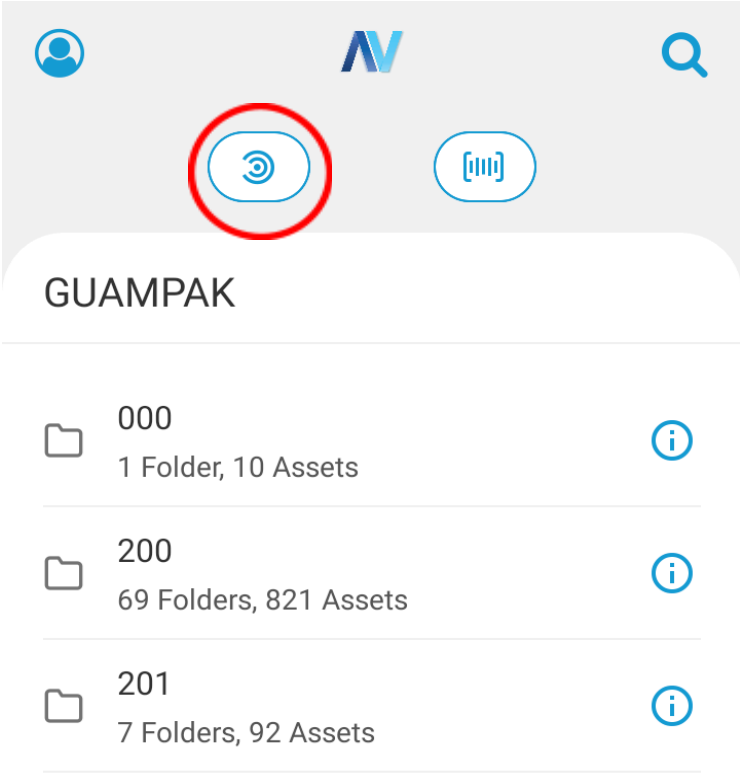 AV
GUAMPAK
000
1 Folder, 10 Assets
200
69 Folders, 821 Assets
201
7 Folders, 92 Assets